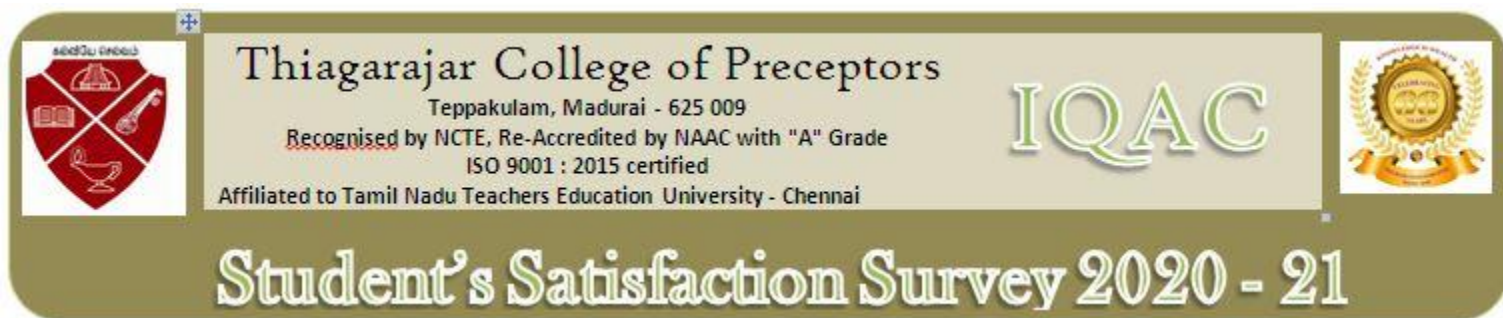 Thiagarajar College of Preceptors
Teppakulam, Madurai - 625 009
Recognised by NCTE, Re-Accredited by NAAC with "A" Grade
ISO 9001 : 2015 certified
Affiliated to Tamil Nadu Teachers Education University - Chennai
IQAC
Student's Satisfaction Survey 2020 - 21